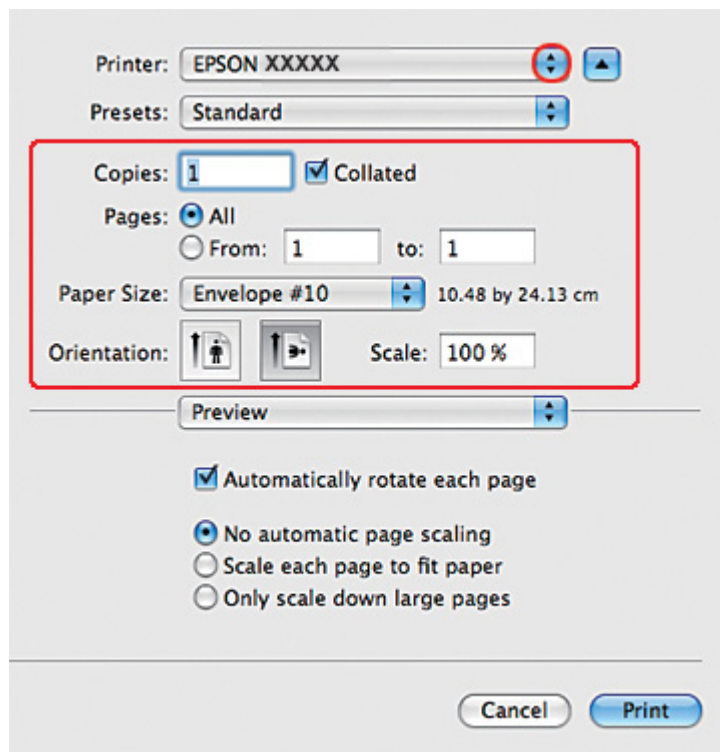 Printer: EPSON XXXXX
Presets: Standard
Copies: 1 Collated
Pages: All
From: 1 to: 1
Paper Size: Envelope #10 10.48 by 24.13 cm
Orientation: Scale: 100 %
Preview
Automatically rotate each page
No automatic page scaling
Scale each page to fit paper
Only scale down large pages
Cancel Print